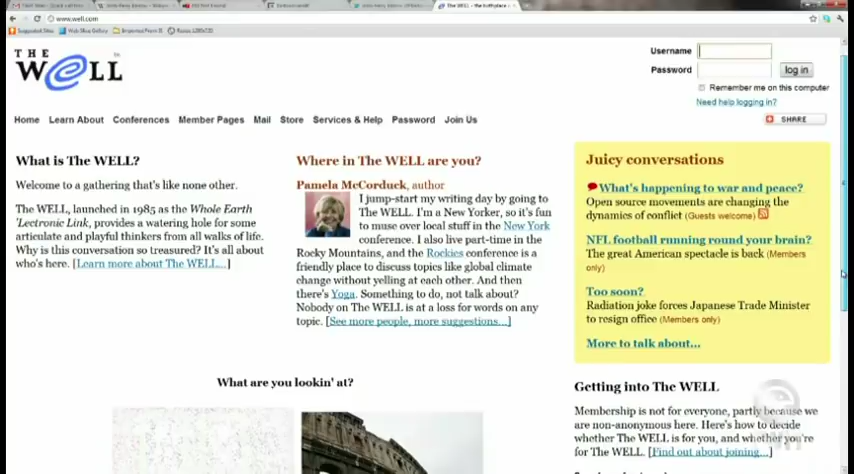 www.well.com
THE
WELL
Username
Password
log in
Remember me on this computer
Need help logging in?
Home Learn About Conferences Member Pages Mail Store Services & Help Password Join Us
SHARE
What is The WELL?
Welcome to a gathering that's like none other.
The WELL, launched in 1985 as the Whole Earth
'Lectronic Link, provides a watering hole for some
articulate and playful thinkers from all walks of life.
Why is this conversation so treasured? It's all about
who's here. [Learn more about The WELL...]
Where in The WELL are you?
Pamela McCorduck, author
I jump-start my writing day by going to
The WELL. I'm a New Yorker, so it's fun
to muse over local stuff in the New York
conference. I also live part-time in the
Rocky Mountains, and the Rockies conference is a
friendly place to discuss topics like global climate
change without yelling at each other. And then
there's Yoga. Something to do, not talk about?
Nobody on The WELL is at a loss for words on any
topic. [See more people, more suggestions...]
Juicy conversations
What's happening to war and peace?
Open source movements are changing the
dynamics of conflict (Guests welcome)
NFL football running round your brain?
The great American spectacle is back (Members
only)
Too soon?
Radiation joke forces Japanese Trade Minister
to resign office (Members only)
More to talk about...
What are you lookin' at?
Getting into The WELL
Membership is not for everyone, partly because we
are non-anonymous here. Here's how to decide
whether The WELL is for you, and whether you're
for The WELL. [Find out about joining...]